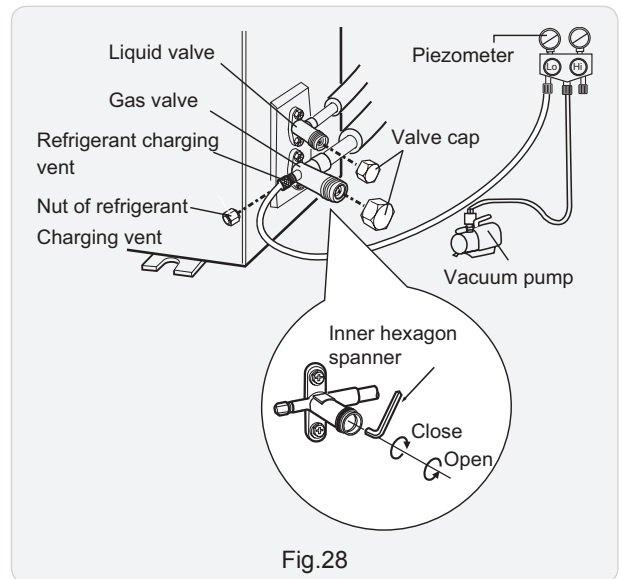 Liquid valve
Gas valve
Refrigerant charging
vent
Nut of refrigerant
Charging vent
Piezometer
Lo
Hi
Valve cap
Vacuum pump
Inner hexagon
spanner
Close
Open
Fig.28